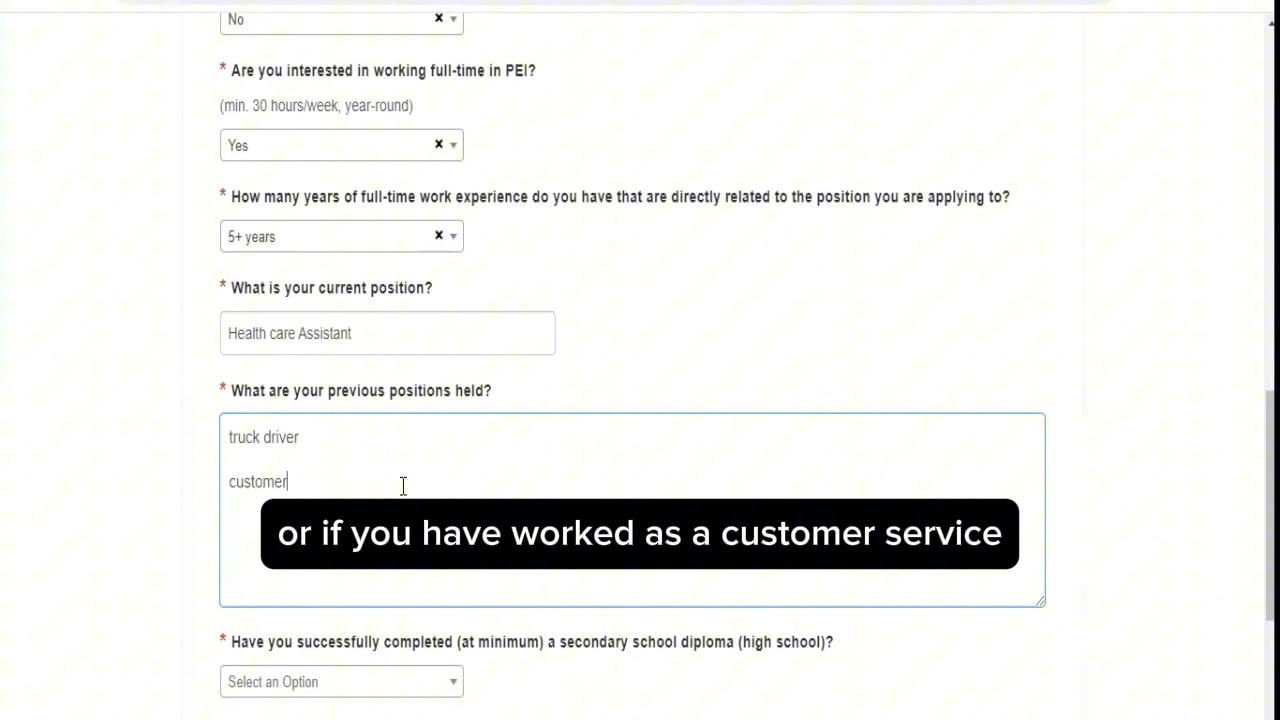 No
* Are you interested in working full-time in PEI?
(min. 30 hours/week, year-round)
Yes
* How many years of full-time work experience do you have that are directly related to the position you are applying to?
5+ years
* What is your current position?
Health care Assistant
* What are your previous positions held?
truck driver
customer
or if you have worked as a customer service
* Have you successfully completed (at minimum) a secondary school diploma (high school)?
Select an Option